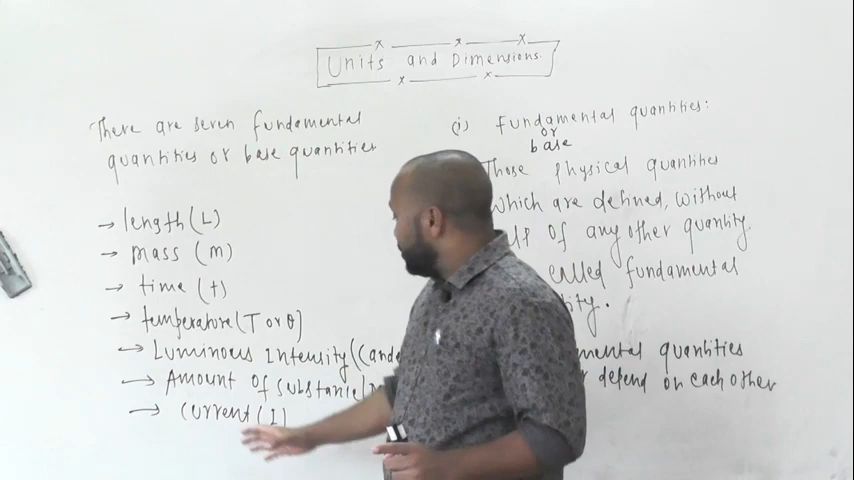 Units and Dimensions.
There are seven fundamental
quantities or base quantities
→ length (L)
→ mass (m)
→ time (t)
→ temperature (T or θ)
→ Luminous Intensity (Cande
→ Amount of substance
→ current (I)
(i) fundamental quantities:
or
base
Those physical quantities
which are defined, without
of any other quantity.
called fundamental
quantities
defend on each other